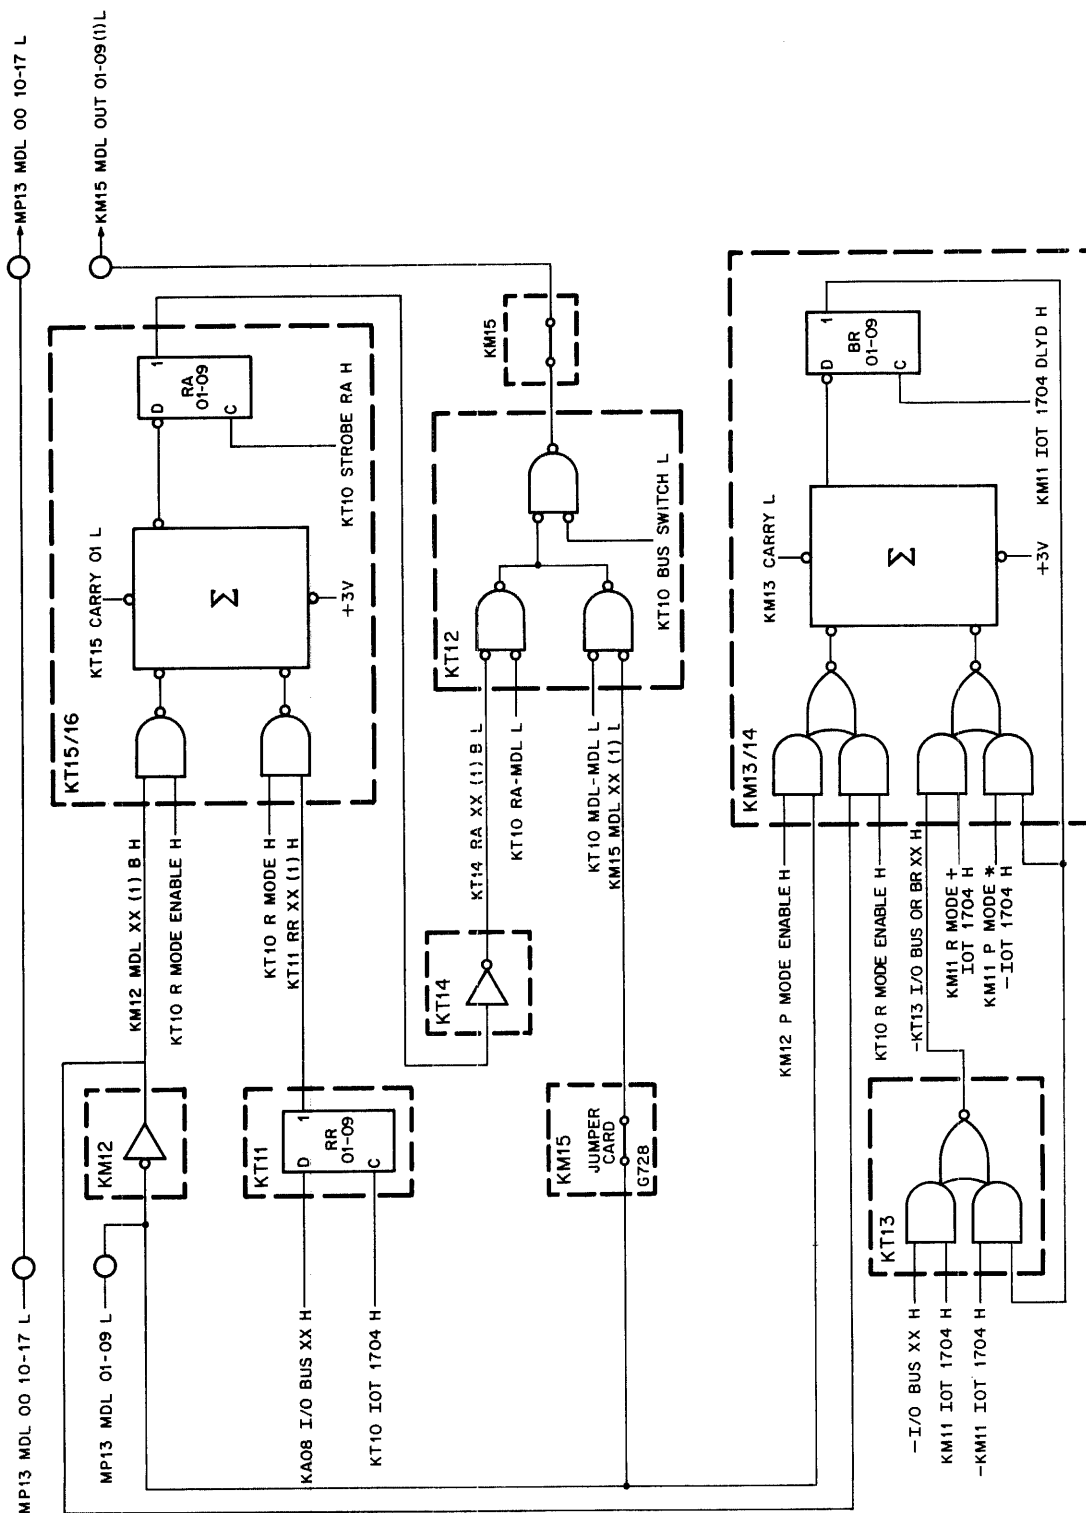 MP13 MDL 00 10-17 L
MP13 MDL 00 10-17 L
MP13 MDL 01-09 L
KM15 MDL OUT 01-09(1)L
KM12
KM12 MDL XX (1) B H
KT10 R MODE ENABLE H
KT15/16
KT15 CARRY 01 L
Σ
+3V
D
1
RA
01-09
C
KT10 STROBE RA H
KA08 I/O BUS XX H
KT10 IOT 1704 H
KT11
D
1
RR
01-09
C
KT10 R MODE H
KT11 RR XX (1) H
KT14
KT14 RA XX (1) B L
KT10 RA-MDL L
KT12
KT10 MDL-MDL L
KM15 MDL XX (1) L
KT10 BUS SWITCH L
KM15
KM15
JUMPER
CARD
G728
KM12 P MODE ENABLE H
KT10 R MODE ENABLE H
-KT13 I/O BUS OR BR XX H
KM11 R MODE +
IOT 1704 H
KM11 P MODE *
-IOT 1704 H
KM13/14
KM13 CARRY L
Σ
+3V
D
1
BR
01-09
C
KM11 IOT 1704 DLYD H
KT13
-I/O BUS XX H
KM11 IOT 1704 H
-KM11 IOT 1704 H